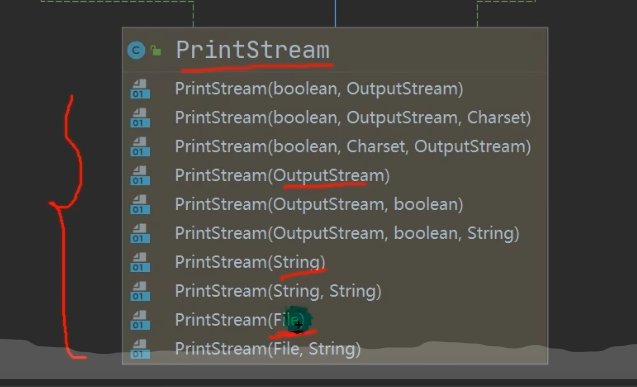 PrintStream
PrintStream(boolean, OutputStream)
PrintStream(boolean, OutputStream, Charset)
PrintStream(boolean, Charset, OutputStream)
PrintStream(OutputStream)
PrintStream(OutputStream, boolean)
PrintStream(OutputStream, boolean, String)
PrintStream(String)
PrintStream(String, String)
PrintStream(File)
PrintStream(File, String)